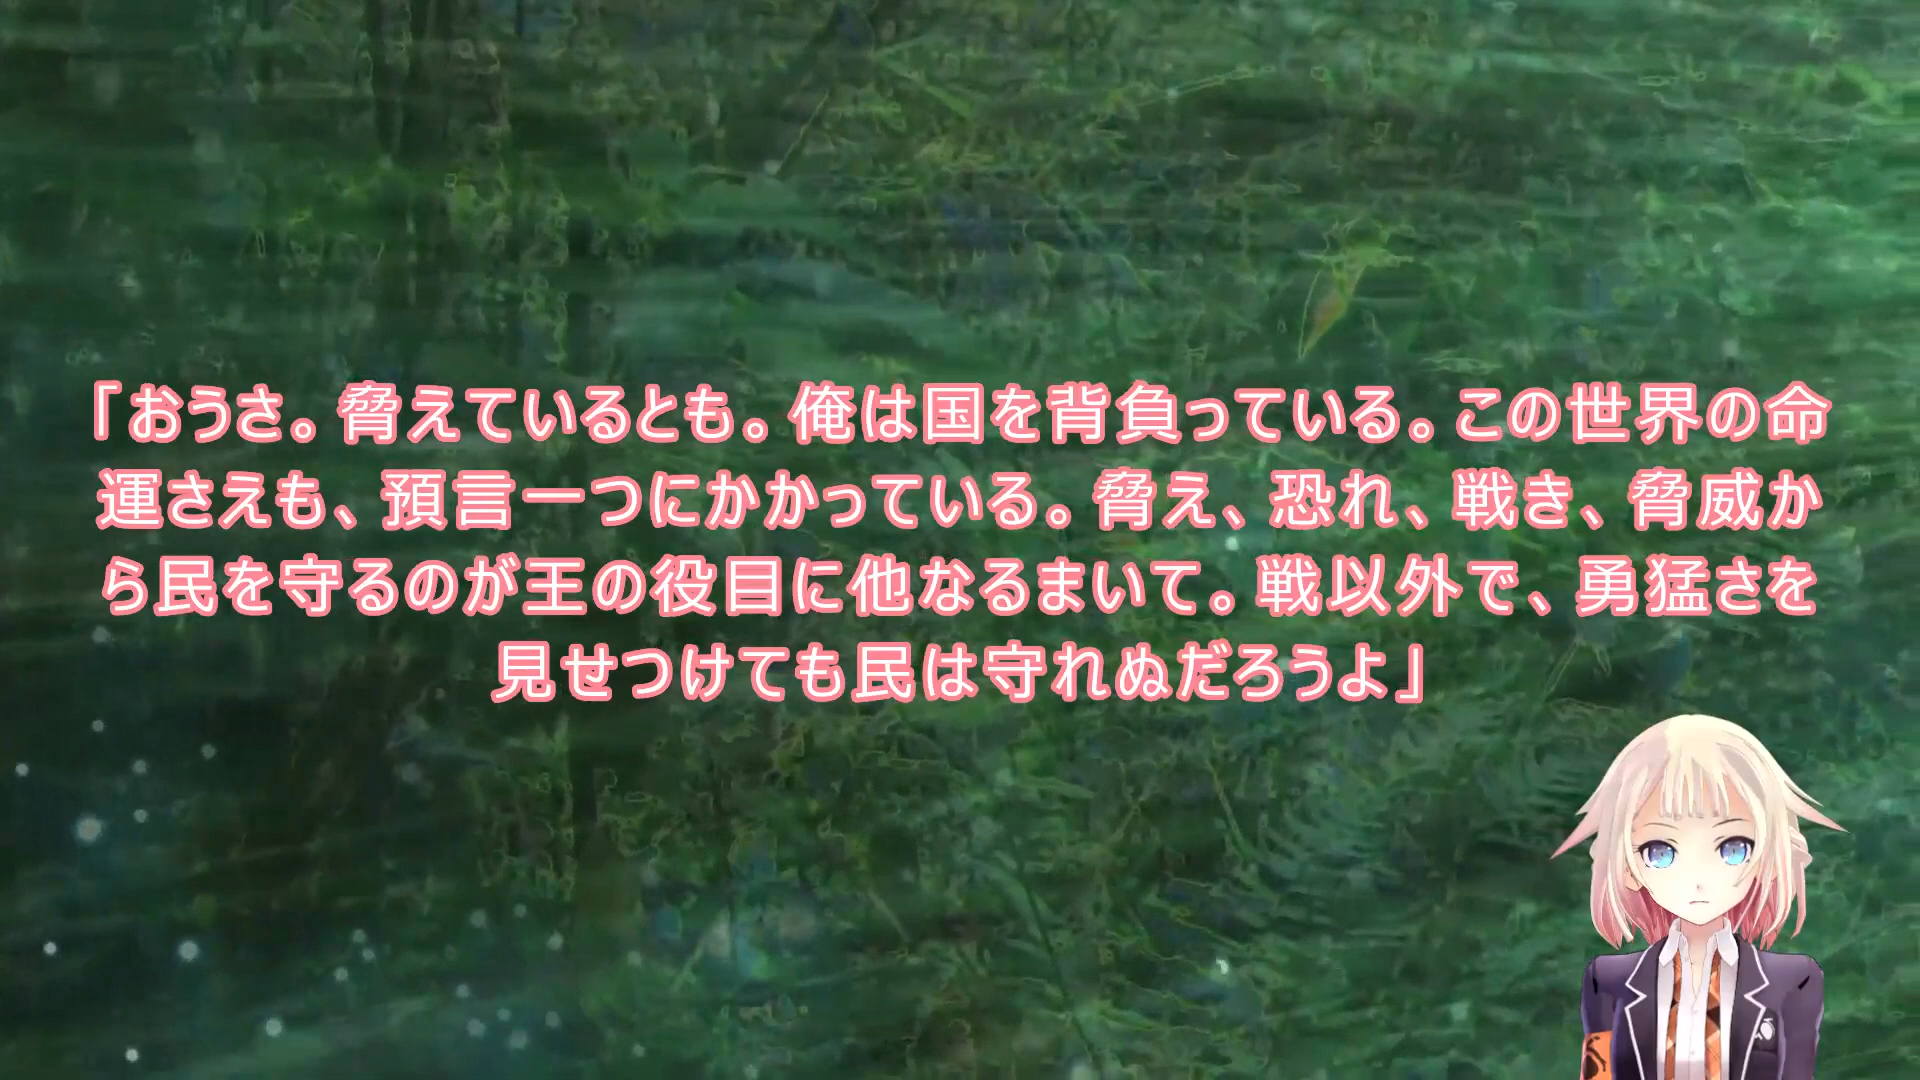 「おうさ。脅えているとも。俺は国を背負っている。この世界の命
運さえも、預言一つにかかっている。脅え、恐れ、戦き、脅威か
ら民を守るのが王の役目に他なるまいて。戦以外で、勇猛さを
見せつけても民は守れぬだろうよ」